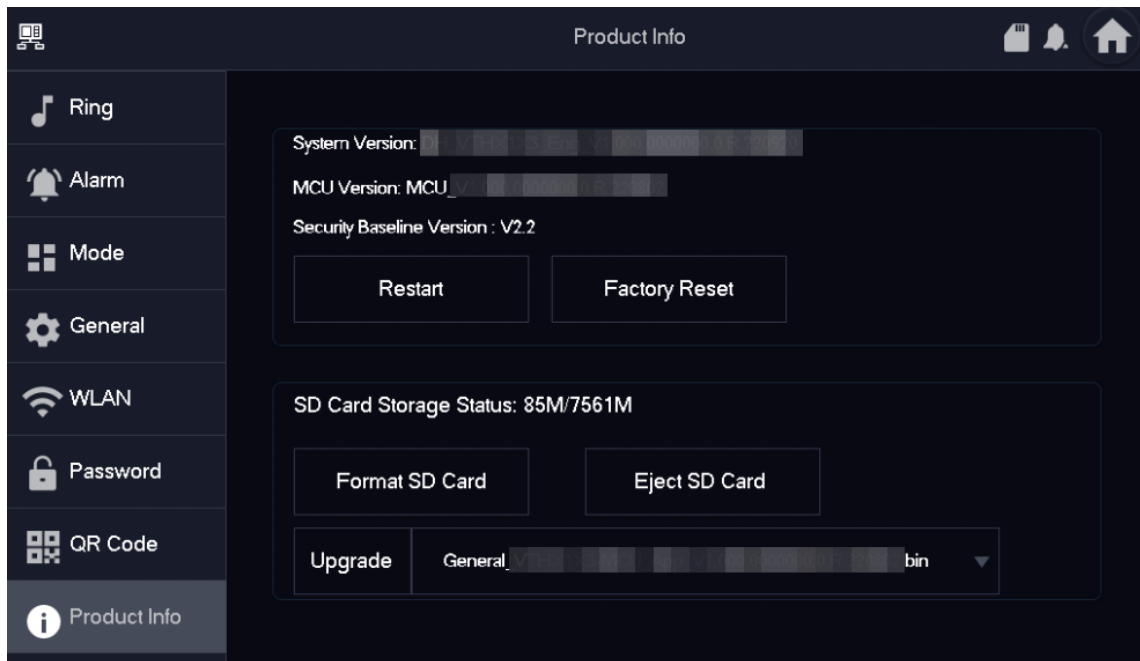 Product Info
Ring
Alarm
Mode
General
WLAN
Password
QR Code
Product Info
System Version:
MCU Version: MCU_
Security Baseline Version : V2.2
Restart
Factory Reset
SD Card Storage Status: 85M/7561M
Format SD Card
Eject SD Card
Upgrade
General_ bin